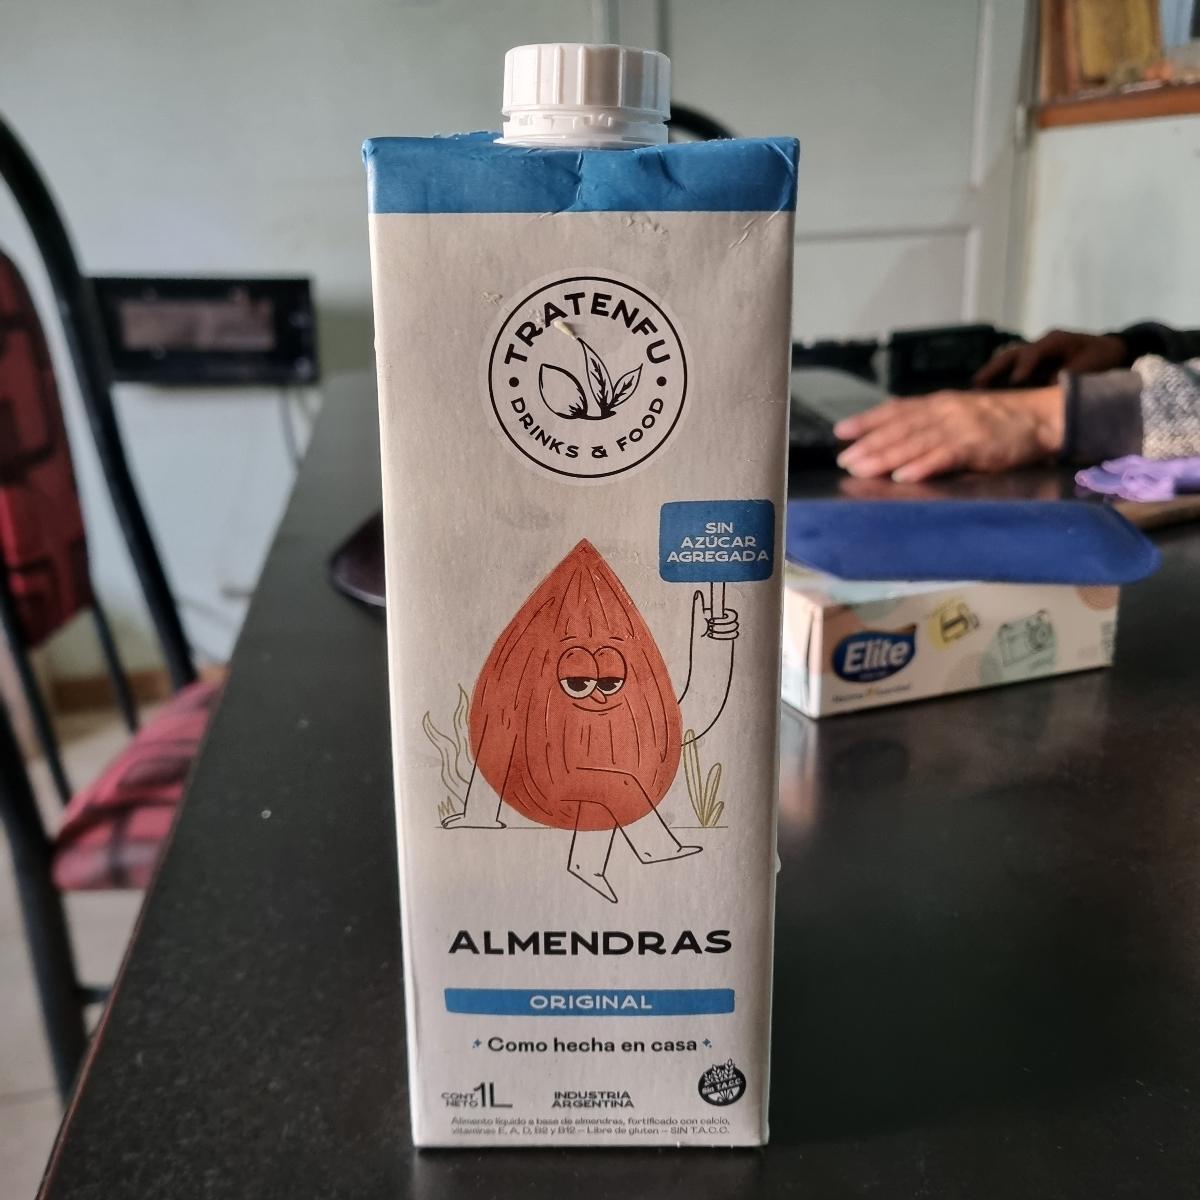 TRATENFU
DRINKS & FOOD
SIN
AZÚCAR
AGREGADA
Elite
ALMENDRAS
ORIGINAL
Como hecha en casa
CONT.
NETO 1L
INDUSTRIA
ARGENTINA
Sin T.A.C.C.
Alimento líquido a base de almendras, fortificado con calcio,
vitaminas E, A, D, B2 y B12 – Libre de gluten – SIN T.A.C.C.